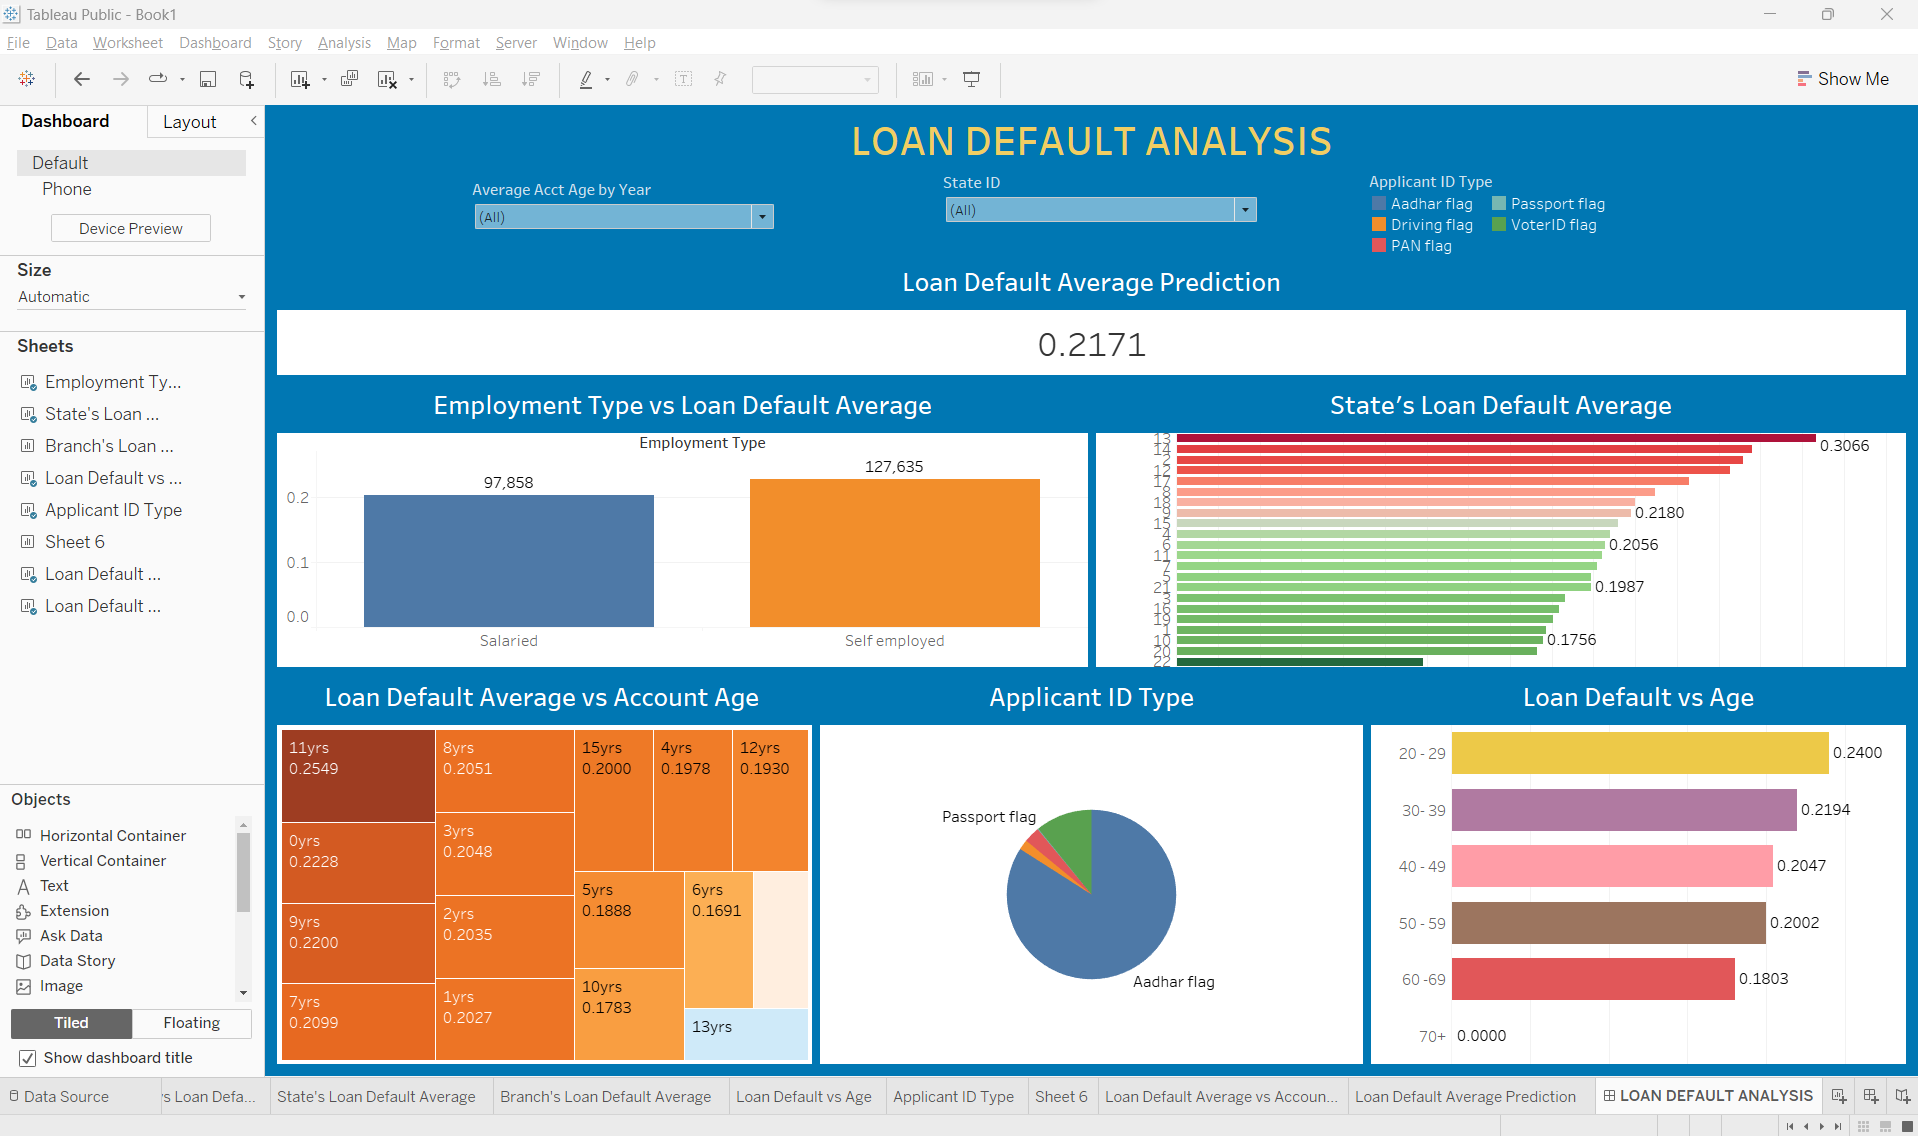 Tableau Public - Book1
File Data Worksheet Dashboard Story Analysis Map Format Server Window Help
Show Me
Dashboard Layout
Default
Phone
Device Preview
Size
Automatic
Sheets
Employment Ty...
State's Loan ...
Branch's Loan ...
Loan Default vs ...
Applicant ID Type
Sheet 6
Loan Default ...
Loan Default ...
Objects
Horizontal Container
Vertical Container
Text
Extension
Ask Data
Data Story
Image
Tiled Floating
Show dashboard title
LOAN DEFAULT ANALYSIS
Average Acct Age by Year
(All)
State ID
(All)
Applicant ID Type
Aadhar flag Passport flag
Driving flag VoterID flag
PAN flag
Loan Default Average Prediction
0.2171
Employment Type vs Loan Default Average
Employment Type
97,858
127,635
0.2
0.1
0.0
Salaried Self employed
State's Loan Default Average
13 0.3066
14
2
12
17
8
18
9 0.2180
15
4
6 0.2056
11
7
5
21 0.1987
3
16
19
1
10 0.1756
20
22
Loan Default Average vs Account Age
11yrs
0.2549
0yrs
0.2228
9yrs
0.2200
7yrs
0.2099
8yrs
0.2051
3yrs
0.2048
2yrs
0.2035
1yrs
0.2027
15yrs
0.2000
4yrs
0.1978
12yrs
0.1930
5yrs
0.1888
10yrs
0.1783
6yrs
0.1691
13yrs
Applicant ID Type
Passport flag
Aadhar flag
Loan Default vs Age
20 - 29 0.2400
30- 39 0.2194
40 - 49 0.2047
50 - 59 0.2002
60 -69 0.1803
70+ 0.0000
Data Source vs Loan Defa... State's Loan Default Average Branch's Loan Default Average Loan Default vs Age Applicant ID Type Sheet 6 Loan Default Average vs Accoun... Loan Default Average Prediction LOAN DEFAULT ANALYSIS